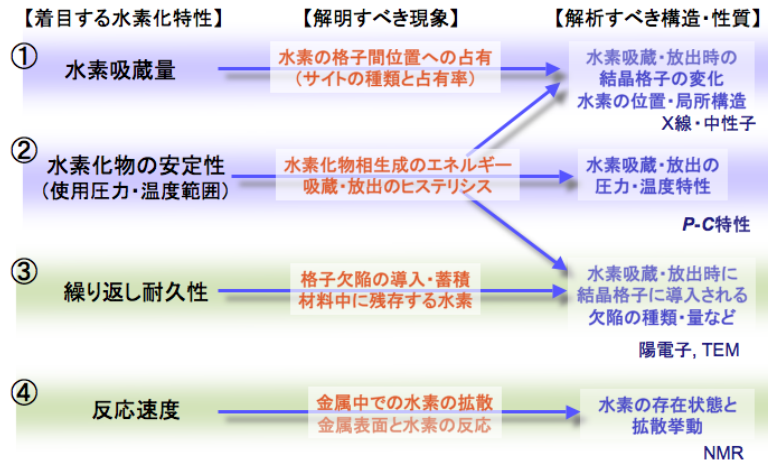 【着目する水素化特性】 【解明すべき現象】 【解析すべき構造・性質】
①
水素吸蔵量
水素の格子間位置への占有
（サイトの種類と占有率）
水素吸蔵・放出時の
結晶格子の変化
水素の位置・局所構造
X線・中性子
②
水素化物の安定性
（使用圧力・温度範囲）
水素化物相生成のエネルギー
吸蔵・放出のヒステリシス
水素吸蔵・放出の
圧力・温度特性
P-C特性
③
繰り返し耐久性
格子欠陥の導入・蓄積
材料中に残存する水素
水素吸蔵・放出時に
結晶格子に導入される
欠陥の種類・量など
陽電子, TEM
④
反応速度
金属中での水素の拡散
金属表面と水素の反応
水素の存在状態と
拡散挙動
NMR